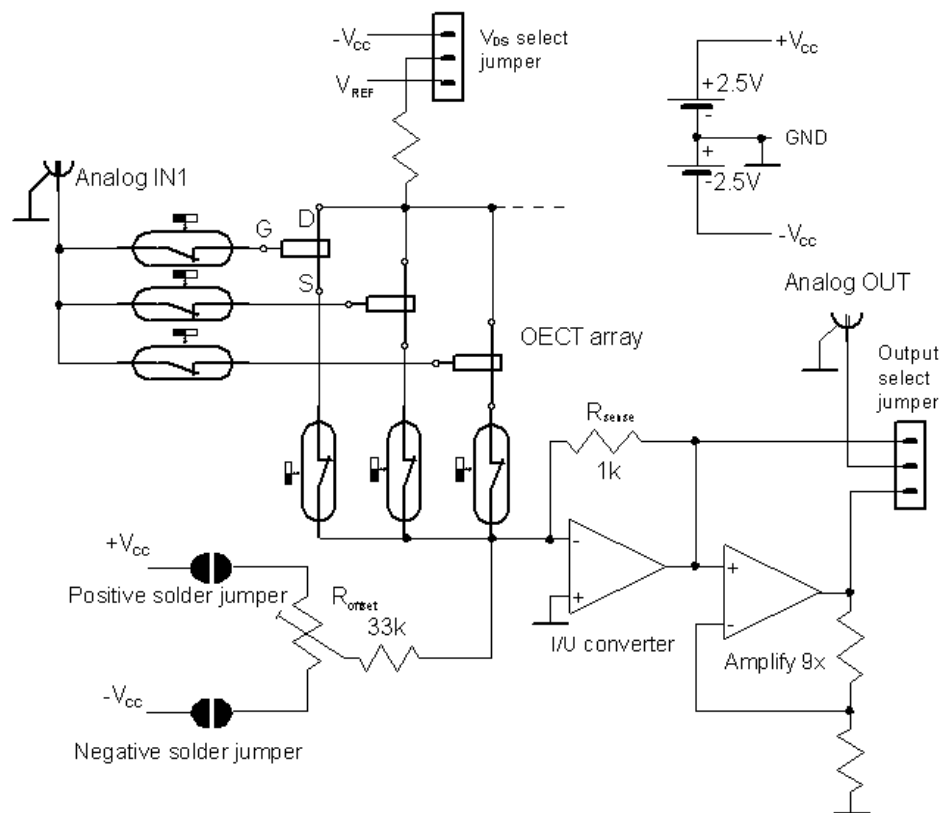 -Vcc
VDS select
jumper
VREF
+Vcc
+2.5V
-
GND
+
-2.5V
-Vcc
Analog IN1
G
D
S
OECT array
Analog OUT
Output
select
jumper
Rsense
1k
+Vcc
Positive solder jumper
Roffset
33k
-
+
I/U converter
+
-
Amplify 9x
-Vcc
Negative solder jumper